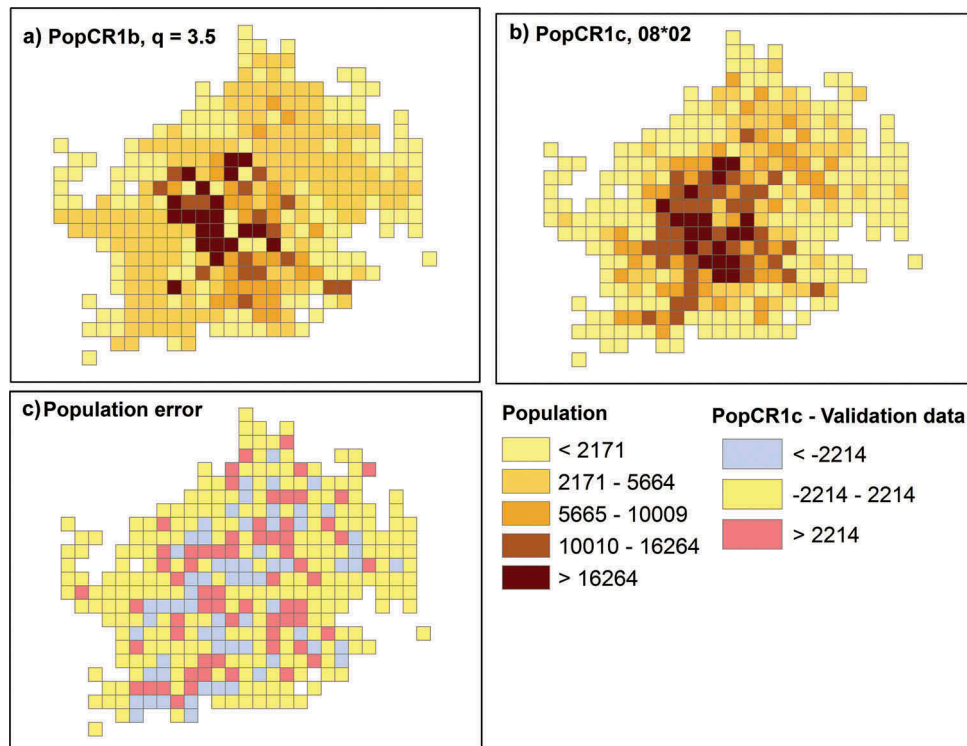 a) PopCR1b, q = 3.5
b) PopCR1c, 08*02
c) Population error
Population
< 2171
2171 - 5664
5665 - 10009
10010 - 16264
> 16264
PopCR1c - Validation data
< -2214
-2214 - 2214
> 2214